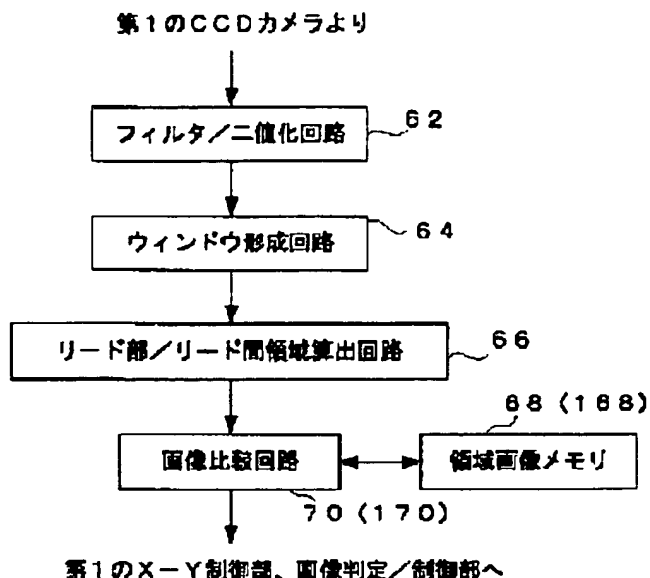 第1のCCDカメラより
フィルタ/二値化回路
62
ウィンドウ形成回路
64
リード部/リード間領域算出回路
66
68(168)
画像比較回路
領域画像メモリ
70(170)
第1のX-Y制御部、画像判定/制御部へ